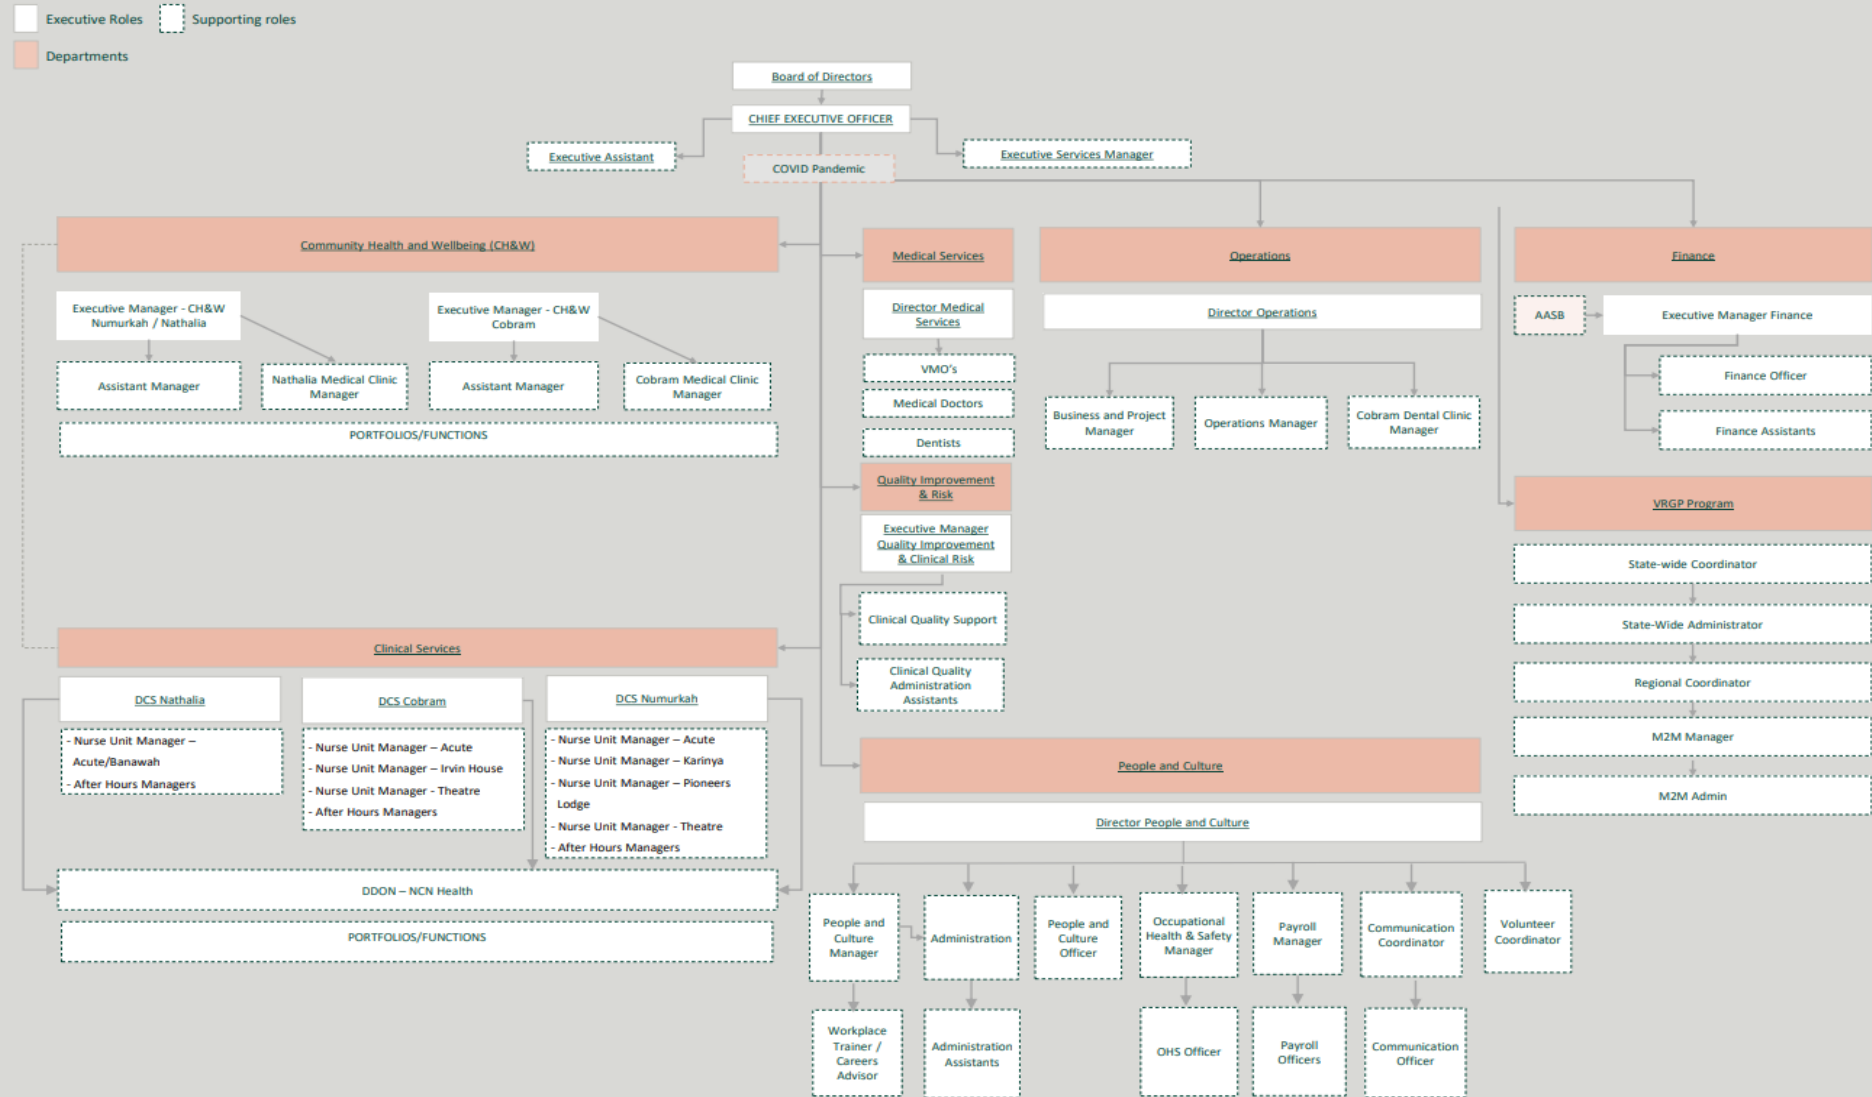 Executive Roles
Supporting roles
Departments
Board of Directors
CHIEF EXECUTIVE OFFICER
Executive Assistant
Executive Services Manager
COVID Pandemic
Community Health and Wellbeing (CH&W)
Executive Manager - CH&W
Numurkah / Nathalia
Executive Manager - CH&W
Cobram
Assistant Manager
Nathalia Medical Clinic
Manager
Assistant Manager
Cobram Medical Clinic
Manager
PORTFOLIOS/FUNCTIONS
Medical Services
Director Medical
Services
VMO's
Medical Doctors
Dentists
Quality Improvement
& Risk
Executive Manager
Quality Improvement
& Clinical Risk
Clinical Quality Support
Clinical Quality
Administration
Assistants
Operations
Director Operations
Business and Project
Manager
Operations Manager
Cobram Dental Clinic
Manager
Finance
AASB
Executive Manager Finance
Finance Officer
Finance Assistants
VRGP Program
State-wide Coordinator
State-Wide Administrator
Regional Coordinator
M2M Manager
M2M Admin
Clinical Services
DCS Nathalia
- Nurse Unit Manager –
Acute/Banawah
- After Hours Managers
DCS Cobram
- Nurse Unit Manager – Acute
- Nurse Unit Manager – Irvin House
- Nurse Unit Manager - Theatre
- After Hours Managers
DCS Numurkah
- Nurse Unit Manager – Acute
- Nurse Unit Manager – Karinya
- Nurse Unit Manager – Pioneers
Lodge
- Nurse Unit Manager - Theatre
- After Hours Managers
DDON – NCN Health
PORTFOLIOS/FUNCTIONS
People and Culture
Director People and Culture
People and
Culture
Manager
Administration
People and
Culture
Officer
Occupational
Health & Safety
Manager
Payroll
Manager
Communication
Coordinator
Volunteer
Coordinator
Workplace
Trainer /
Careers
Advisor
Administration
Assistants
OHS Officer
Payroll
Officers
Communication
Officer